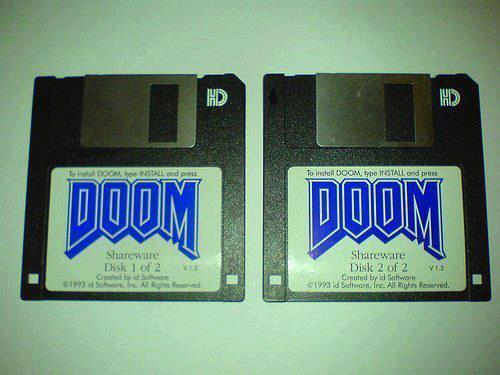 HD
To install DOOM, type INSTALL and press
DOOM
Shareware
Disk 1 of 2
V 1.2
Created by id Software
©1993 id Software, Inc. All Rights Reserved.
HD
To install DOOM, type INSTALL and press
DOOM
Shareware
Disk 2 of 2
V 1.2
Created by id Software
©1993 id Software, Inc. All Rights Reserved.